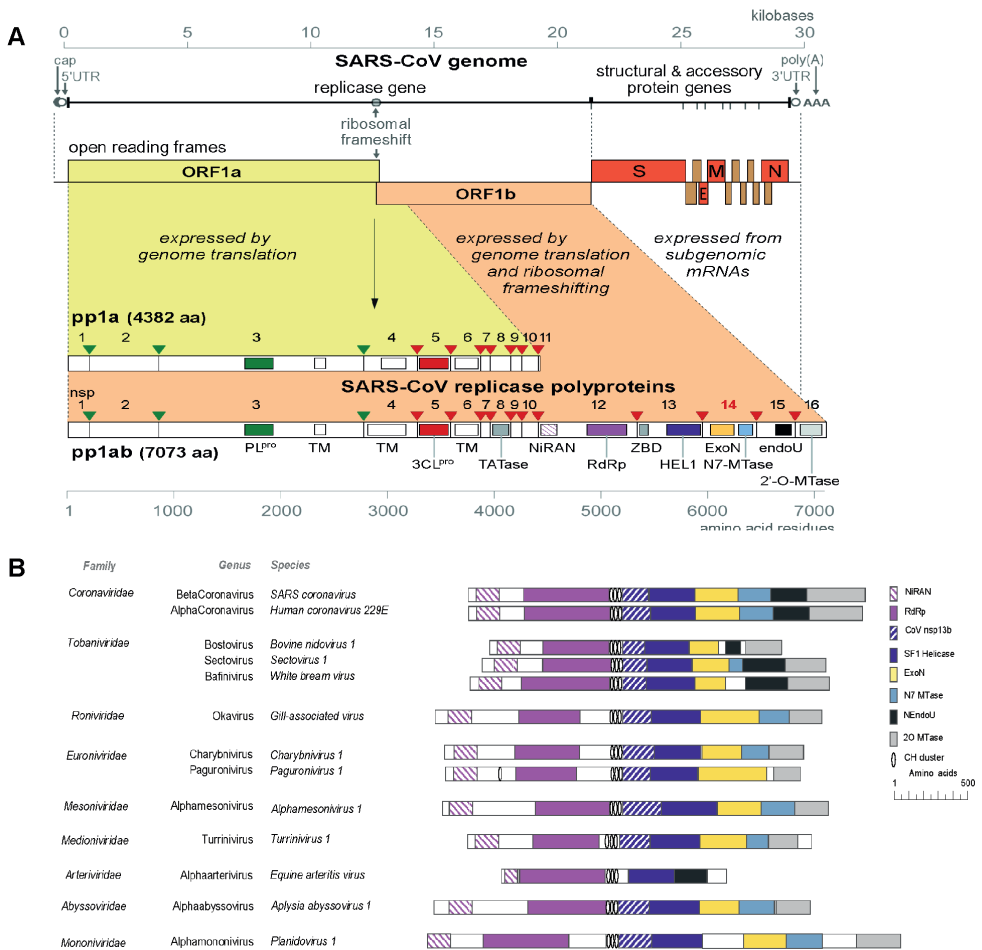 A
kilobases
0 5 10 15 20 25 30
cap
5'UTR
SARS-CoV genome
poly(A)
3'UTR
replicase gene
structural & accessory
protein genes
AAA
ribosomal
frameshift
open reading frames
ORF1a
S M N
ORF1b
E
expressed by
genome translation
expressed by
genome translation
and ribosomal
frameshifting
expressed from
subgenomic
mRNAs
pp1a (4382 aa)
1 2 3 4 5 6 7 8 9 10 11
SARS-CoV replicase polyproteins
nsp
1 2 3 4 5 6 7 8 9 10 12 13 14 15 16
pp1ab (7073 aa)
PLpro TM TM TM NiRAN ZBD ExoN endoU
3CLpro TATase RdRp HEL1 N7-MTase
2'-O-MTase
1 1000 2000 3000 4000 5000 6000 7000
amino acid residues
B
Family Genus Species
Coronaviridae BetaCoronavirus SARS coronavirus
AlphaCoronavirus Human coronavirus 229E
Tobaniviridae Bostovirus Bovine nidovirus 1
Sectovirus Sectovirus 1
Bafinivirus White bream virus
Roniviridae Okavirus Gill-associated virus
Euroniviridae Charybnivirus Charybnivirus 1
Paguronivirus Paguronivirus 1
Mesoniviridae Alphamesonivirus Alphamesonivirus 1
Medioniviridae Turrinivirus Turrinivirus 1
Arteriviridae Alphaarterivirus Equine arteritis virus
Abyssoviridae Alphaabyssovirus Aplysia abyssovirus 1
Mononiviridae Alphamononivirus Planidovirus 1
NiRAN
RdRp
CoV nsp13b
SF1 Helicase
ExoN
N7 MTase
NEndoU
2O MTase
CH cluster
Amino acids
1 500